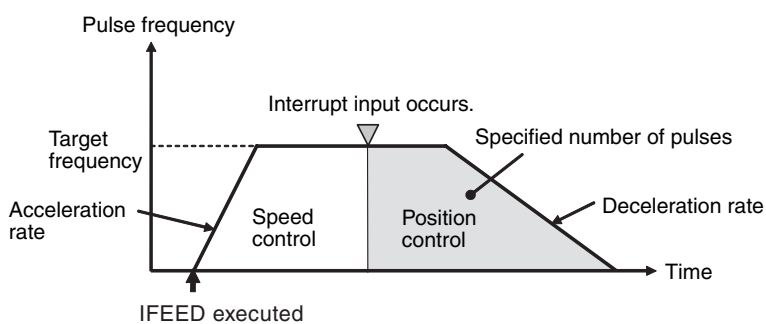 Pulse frequency
Interrupt input occurs.
Target
frequency
Specified number of pulses
Acceleration
rate
Speed
control
Position
control
Deceleration rate
Time
IFEED executed